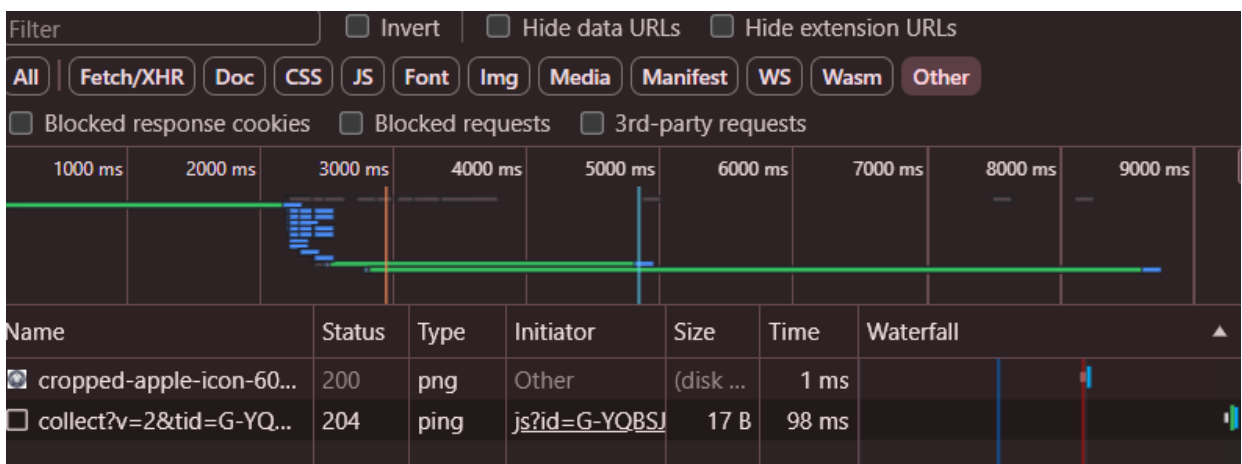 Filter Invert Hide data URLs Hide extension URLs
All Fetch/XHR Doc CSS JS Font Img Media Manifest WS Wasm Other
Blocked response cookies Blocked requests 3rd-party requests
1000 ms 2000 ms 3000 ms 4000 ms 5000 ms 6000 ms 7000 ms 8000 ms 9000 ms
Name Status Type Initiator Size Time Waterfall
cropped-apple-icon-60... 200 png Other (disk ... 1 ms
collect?v=2&tid=G-YQ... 204 ping js?id=G-YQBSJ 17 B 98 ms